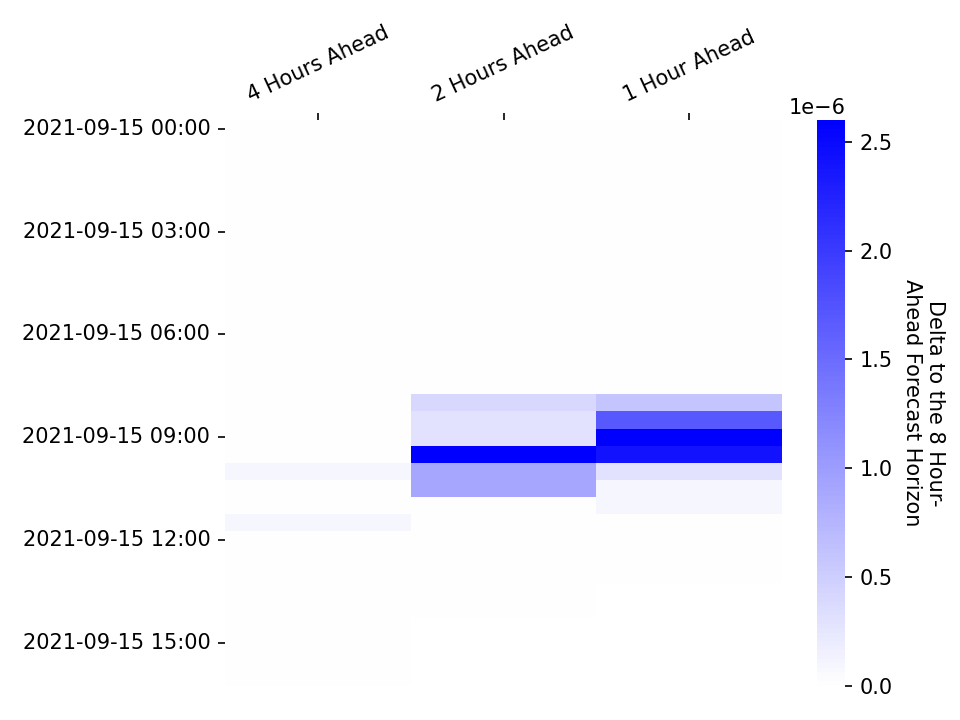 4 Hours Ahead
2 Hours Ahead
1 Hour Ahead
1e−6
2021-09-15 00:00
2021-09-15 03:00
2021-09-15 06:00
2021-09-15 09:00
2021-09-15 12:00
2021-09-15 15:00
2.5
2.0
1.5
1.0
0.5
0.0
Delta to the 8 Hour-
Ahead Forecast Horizon